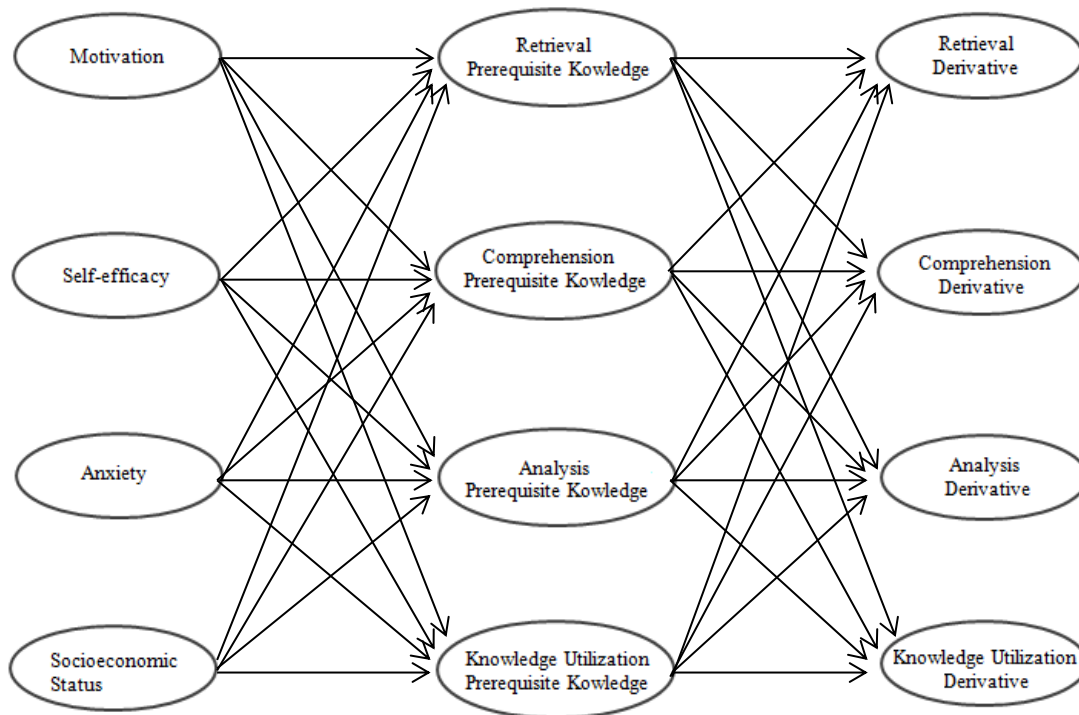 Motivation
Retrieval
Prerequisite Kowledge
Retrieval
Derivative
Self-efficacy
Comprehension
Prerequisite Kowledge
Comprehension
Derivative
Anxiety
Analysis
Prerequisite Kowledge
Analysis
Derivative
Socioeconomic
Status
Knowledge Utilization
Prerequisite Kowledge
Knowledge Utilization
Derivative